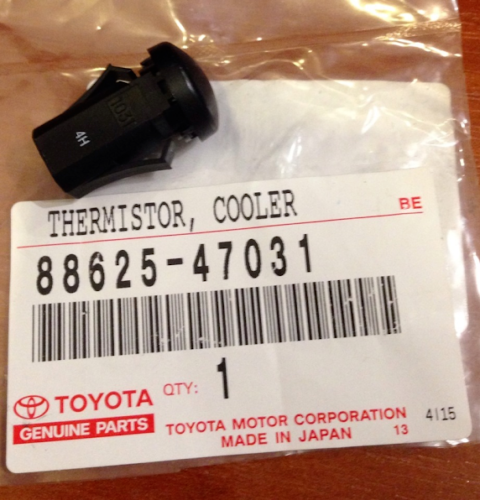 7031
4H
THERMISTOR, COOLER
BE
88625-47031
QTY: 1
TOYOTA
GENUINE PARTS
TOYOTA MOTOR CORPORATION
MADE IN JAPAN 13
4I15